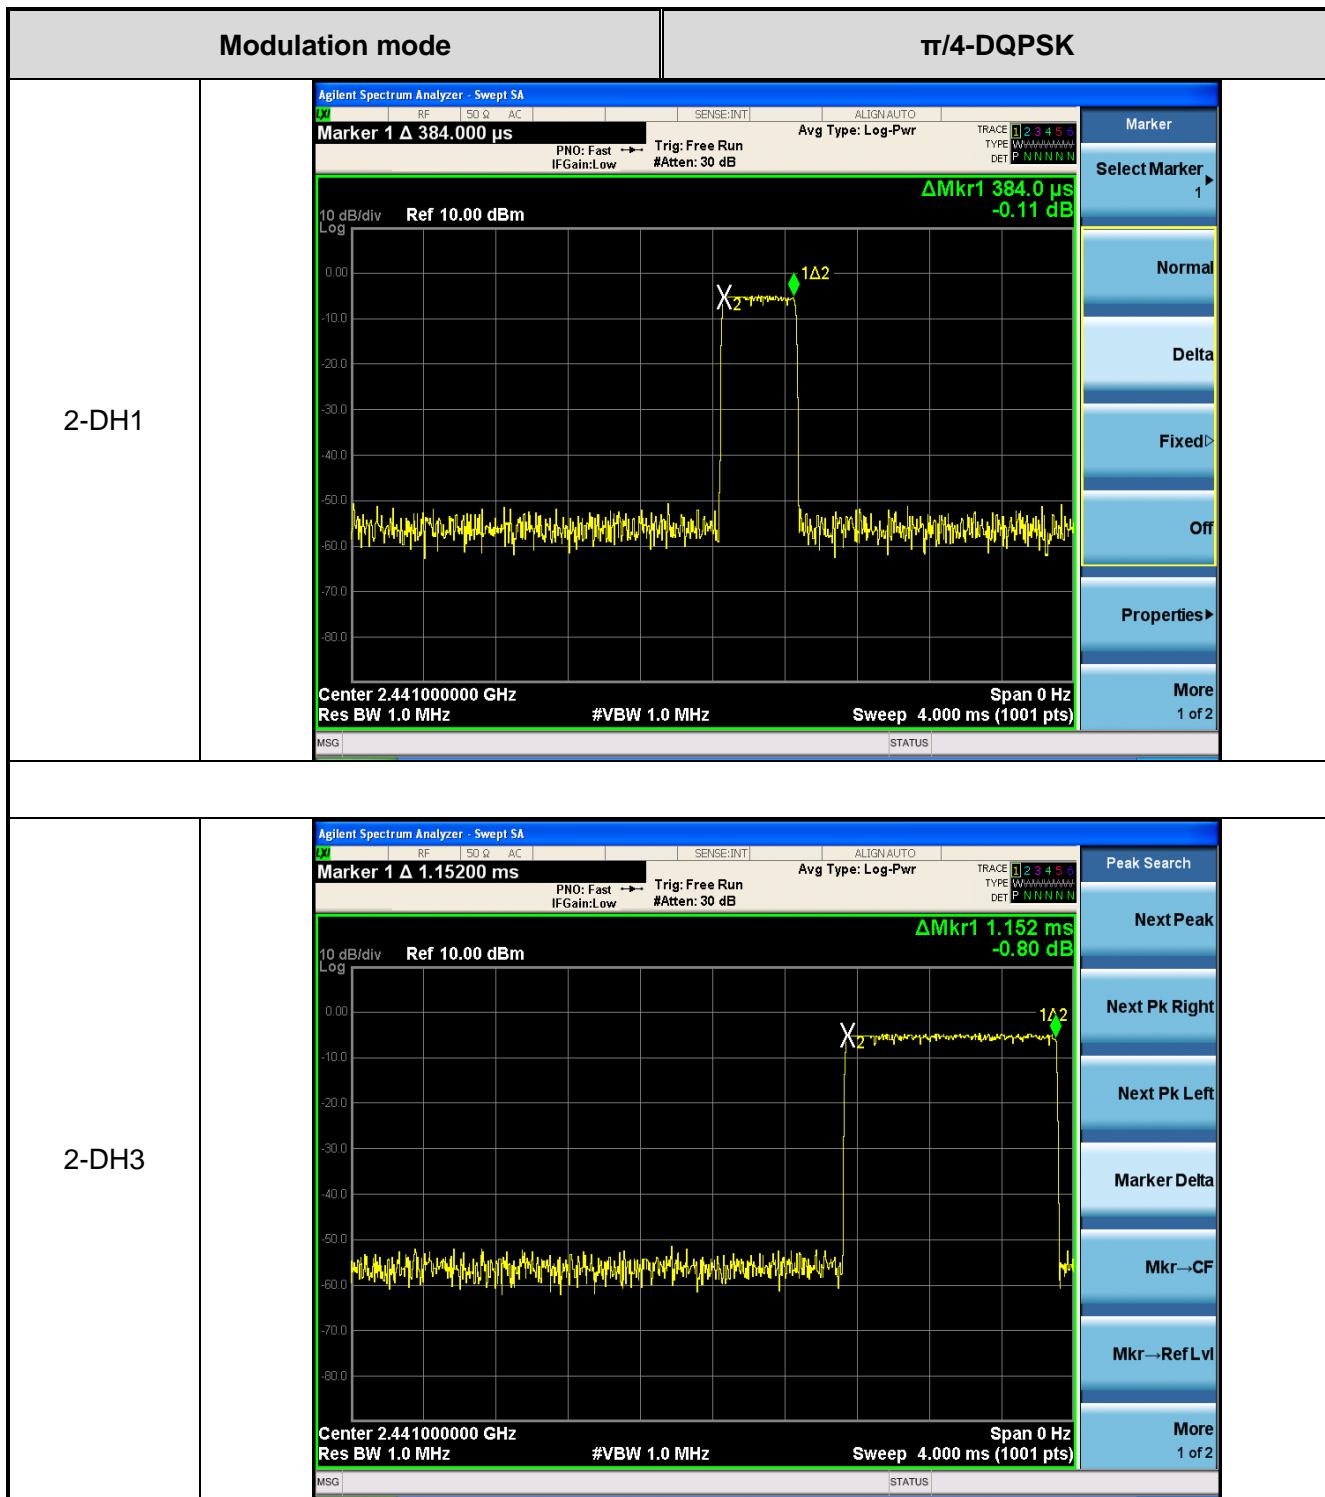 Modulation mode
π/4-DQPSK
2-DH1
Agilent Spectrum Analyzer - Swept SA
LXI RF 50 Ω AC SENSE:INT ALIGN AUTO
Marker 1 Δ 384.000 µs
PNO: Fast
IFGain:Low
Trig: Free Run
#Atten: 30 dB
Avg Type: Log-Pwr
TRACE 1 2 3 4 5 6
TYPE W
DET P N N N N N
ΔMkr1 384.0 µs
-0.11 dB
10 dB/div Ref 10.00 dBm
Log
0.00
-10.0
-20.0
-30.0
-40.0
-50.0
-60.0
-70.0
-80.0
1Δ2
X2
Center 2.441000000 GHz
Span 0 Hz
Res BW 1.0 MHz
#VBW 1.0 MHz
Sweep 4.000 ms (1001 pts)
MSG
STATUS
Marker
Select Marker
1
Normal
Delta
Fixed
Off
Properties
More
1 of 2
2-DH3
Agilent Spectrum Analyzer - Swept SA
LXI RF 50 Ω AC SENSE:INT ALIGN AUTO
Marker 1 Δ 1.15200 ms
PNO: Fast
IFGain:Low
Trig: Free Run
#Atten: 30 dB
Avg Type: Log-Pwr
TRACE 1 2 3 4 5 6
TYPE W
DET P N N N N N
ΔMkr1 1.152 ms
-0.80 dB
10 dB/div Ref 10.00 dBm
Log
0.00
-10.0
-20.0
-30.0
-40.0
-50.0
-60.0
-70.0
-80.0
1Δ2
X2
Center 2.441000000 GHz
Span 0 Hz
Res BW 1.0 MHz
#VBW 1.0 MHz
Sweep 4.000 ms (1001 pts)
MSG
STATUS
Peak Search
Next Peak
Next Pk Right
Next Pk Left
Marker Delta
Mkr→CF
Mkr→Ref Lvl
More
1 of 2